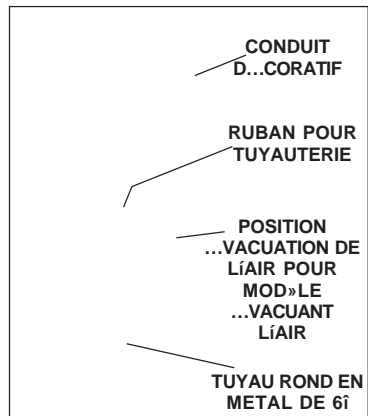 CONDUIT
D...CORATIF
RUBAN POUR
TUYAUTERIE
POSITION
...VACUATION DE
LíAIR POUR
MOD»LE
...VACUANT
LíAIR
TUYAU ROND EN
METAL DE 6î